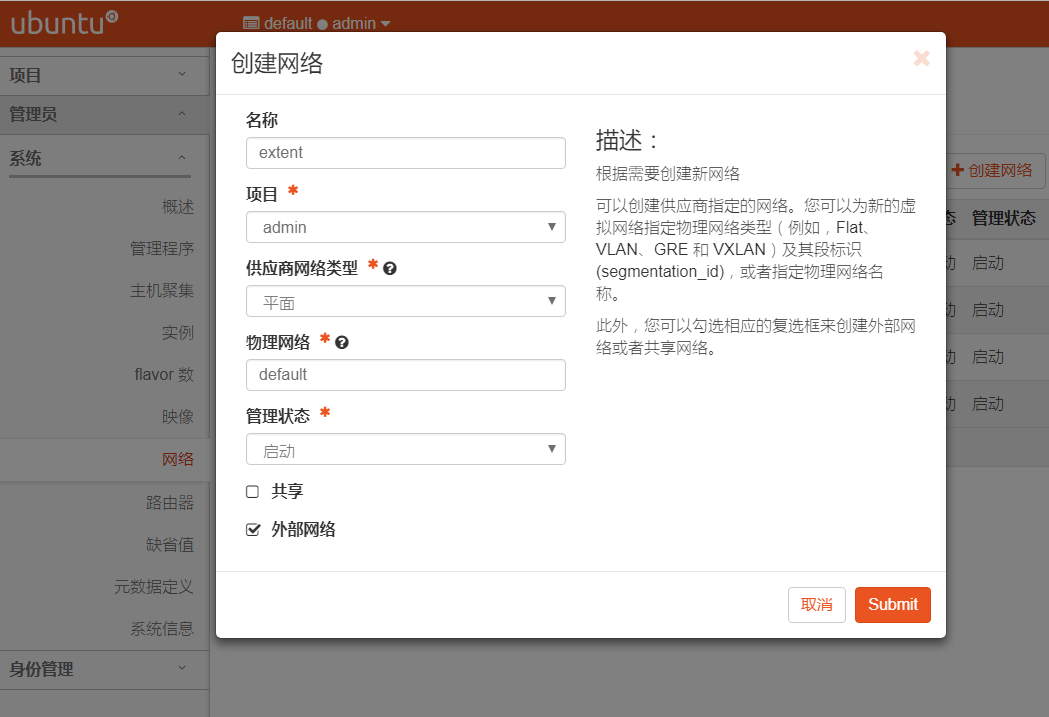 ubuntu
default admin
项目
管理员
系统
概述
管理程序
主机聚集
实例
flavor 数
映像
网络
路由器
缺省值
元数据定义
系统信息
身份管理
创建网络
名称
extent
项目 *
admin
供应商网络类型 *
平面
物理网络 *
default
管理状态 *
启动
共享
外部网络
描述：
根据需要创建新网络
可以创建供应商指定的网络。您可以为新的虚
拟网络指定物理网络类型（例如，Flat、
VLAN、GRE 和 VXLAN）及其段标识
(segmentation_id)，或者指定物理网络名
称。
此外，您可以勾选相应的复选框来创建外部网
络或者共享网络。
取消
Submit
创建网络
态 管理状态
动 启动
动 启动
动 启动
动 启动